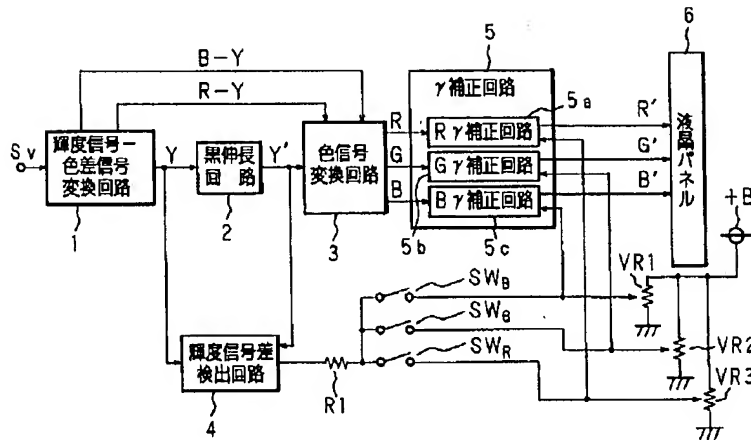 B-Y
R-Y
Sv
輝度信号-
色差信号
変換回路
1
Y
黒伸長
回路
2
Y'
色信号
変換回路
3
R
G
B
5
γ補正回路
5a
Rγ補正回路
Gγ補正回路
Bγ補正回路
5b
5c
R'
G'
B'
6
液晶パネル
+B
輝度信号差
検出回路
4
R1
SWB
SWB
SWR
VR1
VR2
VR3